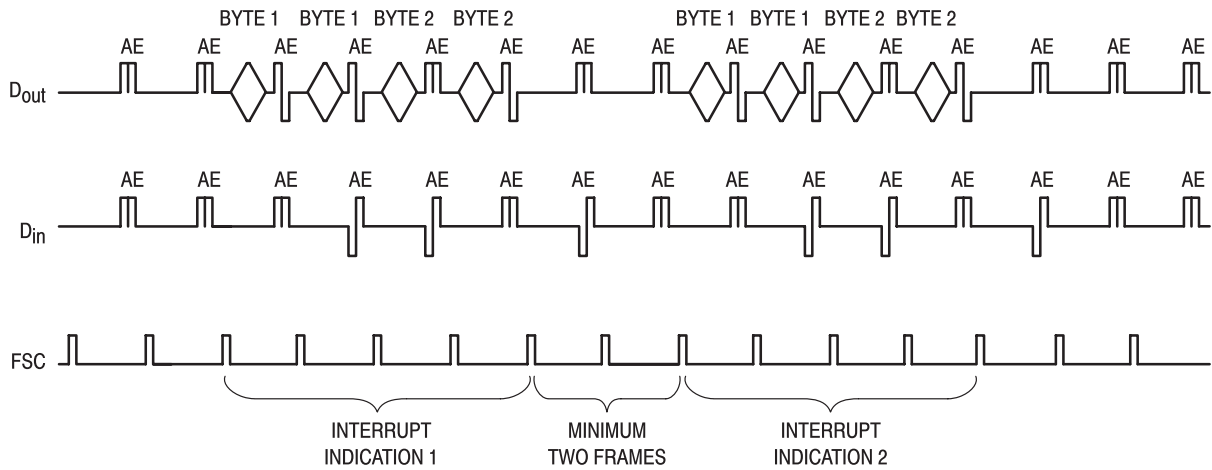 BYTE 1 BYTE 1 BYTE 2 BYTE 2 BYTE 1 BYTE 1 BYTE 2 BYTE 2
AE AE AE AE AE AE AE AE AE AE AE AE AE AE AE
Dout
AE AE AE AE AE AE AE AE AE AE AE AE AE AE AE
Din
FSC
INTERRUPT
INDICATION 1
MINIMUM
TWO FRAMES
INTERRUPT
INDICATION 2